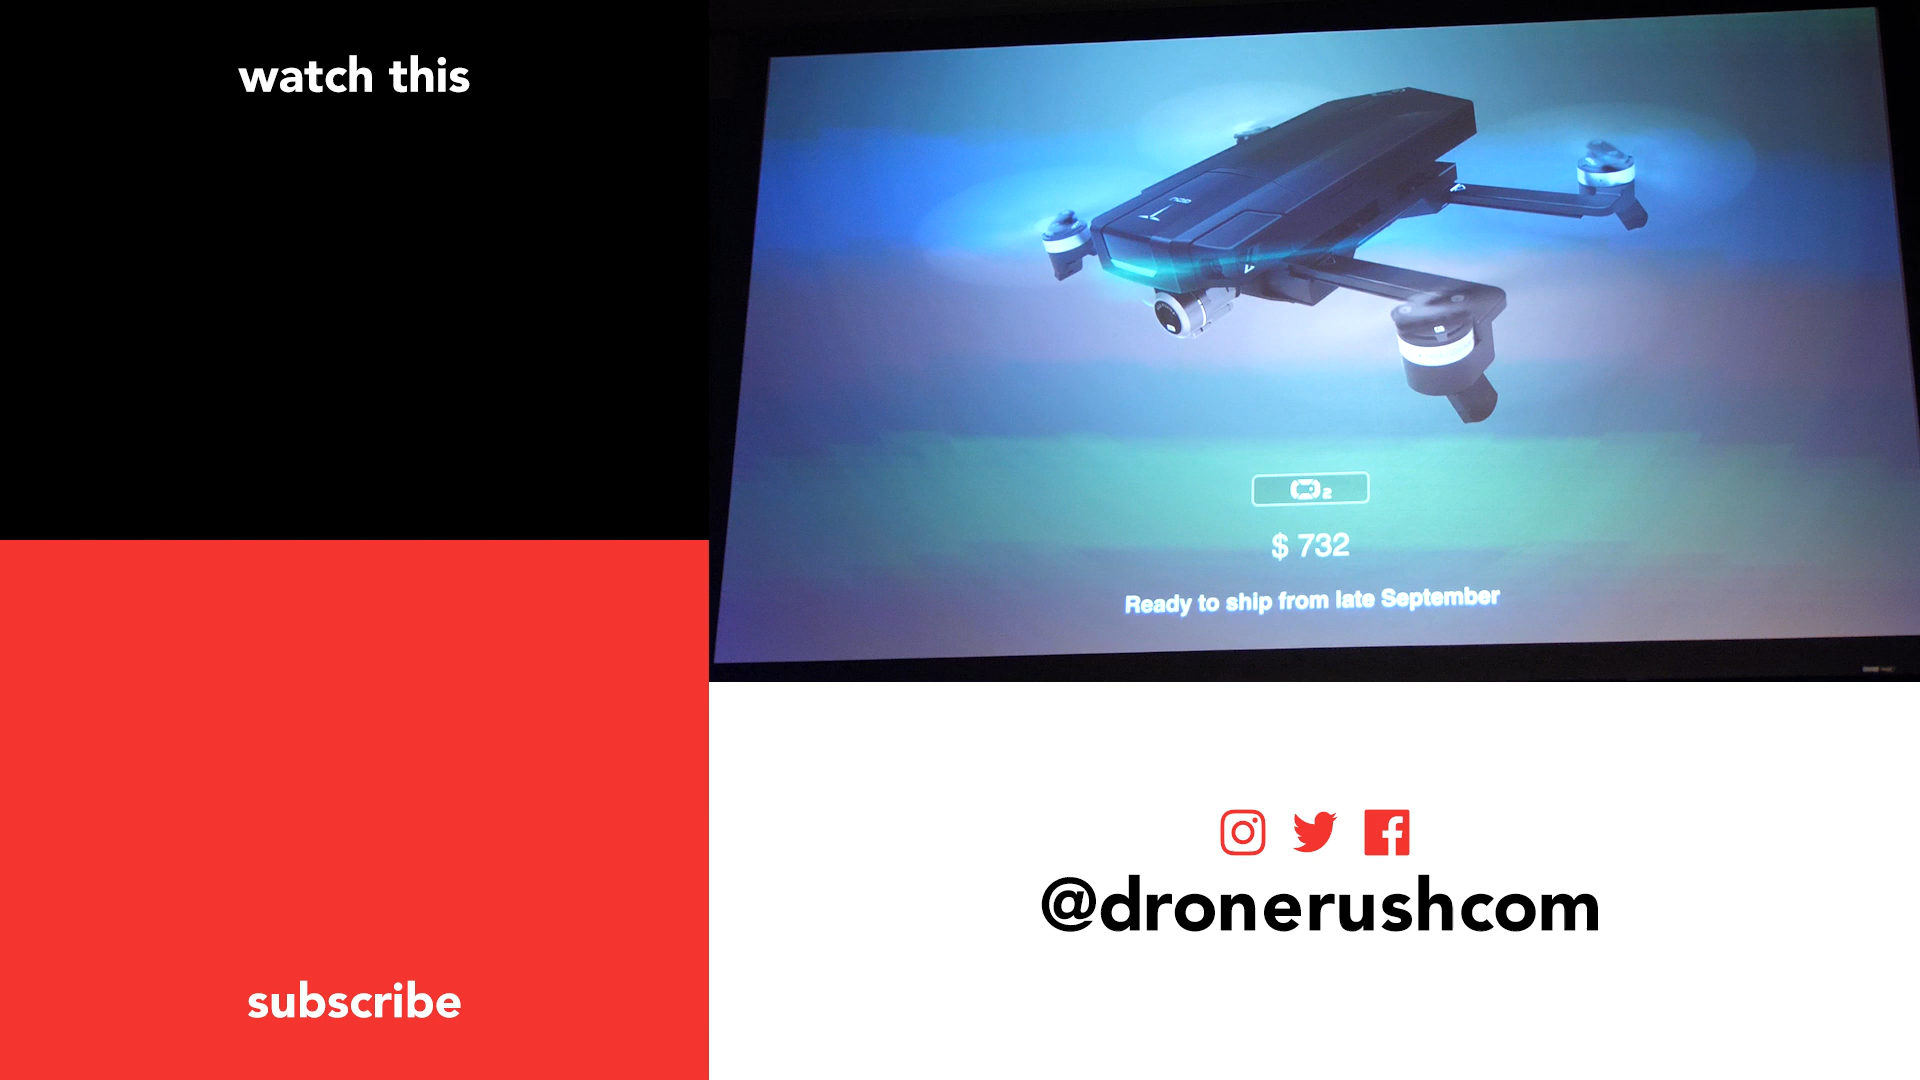 watch this
$ 732
Ready to ship from late September
@dronerushcom
subscribe